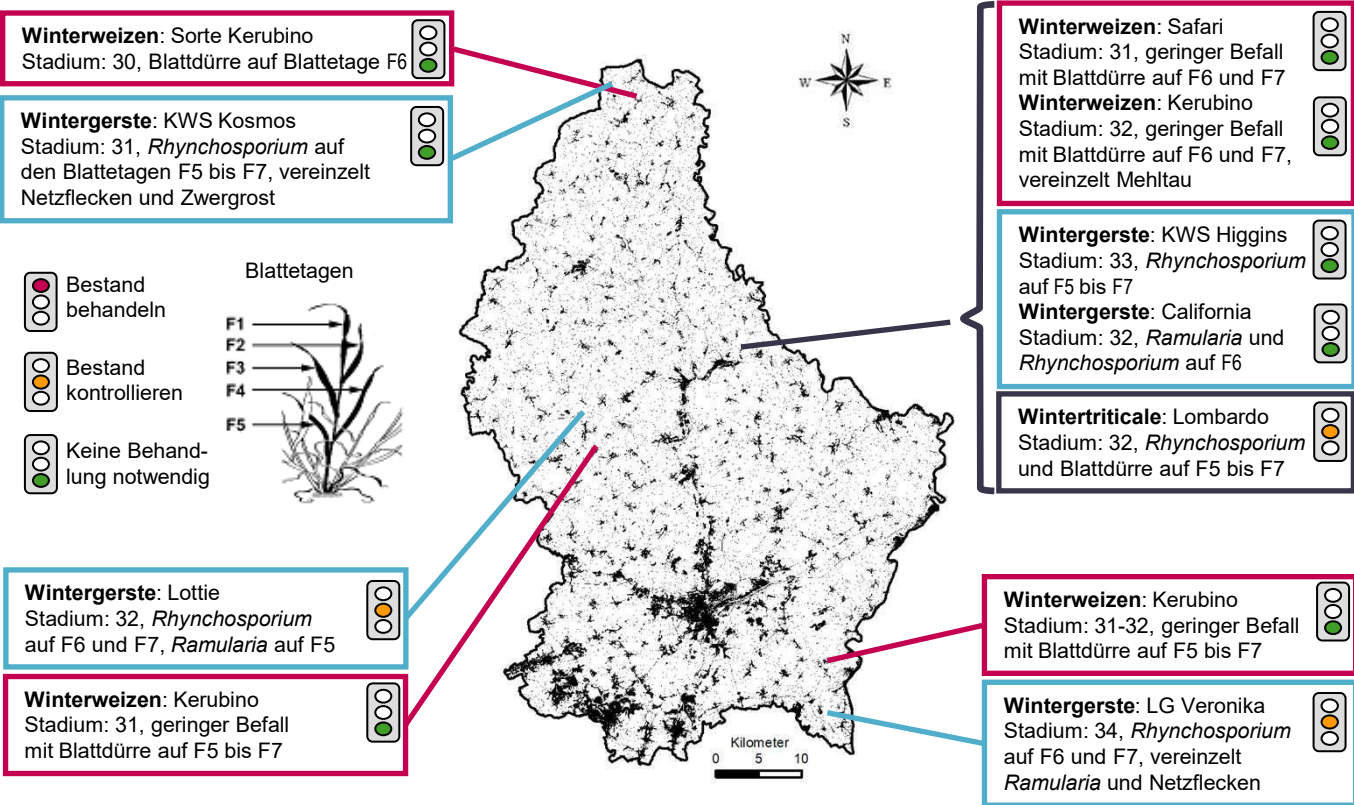 Winterweizen: Sorte Kerubino
Stadium: 30, Blattdürre auf Blattetage F6
Wintergerste: KWS Kosmos
Stadium: 31, Rhynchosporium auf
den Blattetagen F5 bis F7, vereinzelt
Netzflecken und Zwergrost
Bestand
behandeln
Bestand
kontrollieren
Keine Behand-
lung notwendig
Blattetagen
F1
F2
F3
F4
F5
Wintergerste: Lottie
Stadium: 32, Rhynchosporium
auf F6 und F7, Ramularia auf F5
Winterweizen: Kerubino
Stadium: 31, geringer Befall
mit Blattdürre auf F5 bis F7
N
W E
S
Kilometer
0 5 10
Winterweizen: Safari
Stadium: 31, geringer Befall
mit Blattdürre auf F6 und F7
Winterweizen: Kerubino
Stadium: 32, geringer Befall
mit Blattdürre auf F6 und F7,
vereinzelt Mehltau
Wintergerste: KWS Higgins
Stadium: 33, Rhynchosporium
auf F5 bis F7
Wintergerste: California
Stadium: 32, Ramularia und
Rhynchosporium auf F6
Wintertriticale: Lombardo
Stadium: 32, Rhynchosporium
und Blattdürre auf F5 bis F7
Winterweizen: Kerubino
Stadium: 31-32, geringer Befall
mit Blattdürre auf F5 bis F7
Wintergerste: LG Veronika
Stadium: 34, Rhynchosporium
auf F6 und F7, vereinzelt
Ramularia und Netzflecken